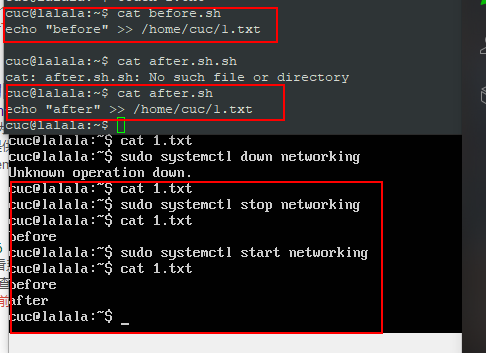 cuc@lalala:~$ cat before.sh
echo "before" >> /home/cuc/1.txt
cuc@lalala:~$ cat after.sh.sh
cat: after.sh.sh: No such file or directory
cuc@lalala:~$ cat after.sh
echo "after" >> /home/cuc/1.txt
cuc@lalala:~$
cuc@lalala:~$ cat 1.txt
cuc@lalala:~$ sudo systemctl down networking
Unknown operation down.
cuc@lalala:~$ cat 1.txt
cuc@lalala:~$ sudo systemctl stop networking
cuc@lalala:~$ cat 1.txt
before
cuc@lalala:~$ sudo systemctl start networking
cuc@lalala:~$ cat 1.txt
before
after
cuc@lalala:~$ _